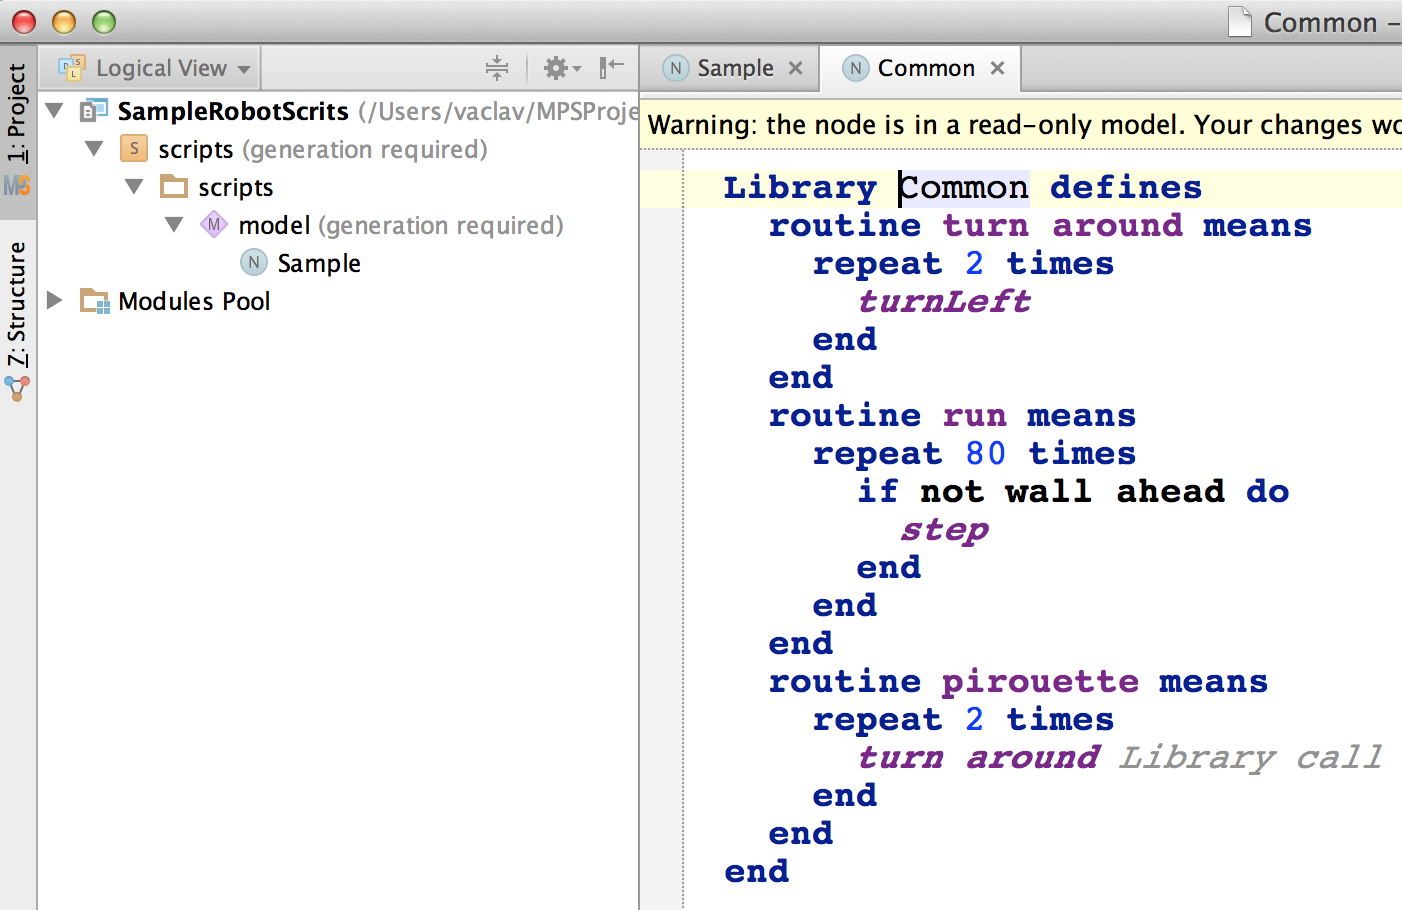 Common –
1: Project
7: Structure
Logical View
SampleRobotScrits (/Users/vaclav/MPSProje
S scripts (generation required)
scripts
M model (generation required)
N Sample
Modules Pool
N Sample
N Common
Warning: the node is in a read-only model. Your changes wo
Library Common defines
routine turn around means
repeat 2 times
turnLeft
end
end
routine run means
repeat 80 times
if not wall ahead do
step
end
end
end
routine pirouette means
repeat 2 times
turn around Library call
end
end
end